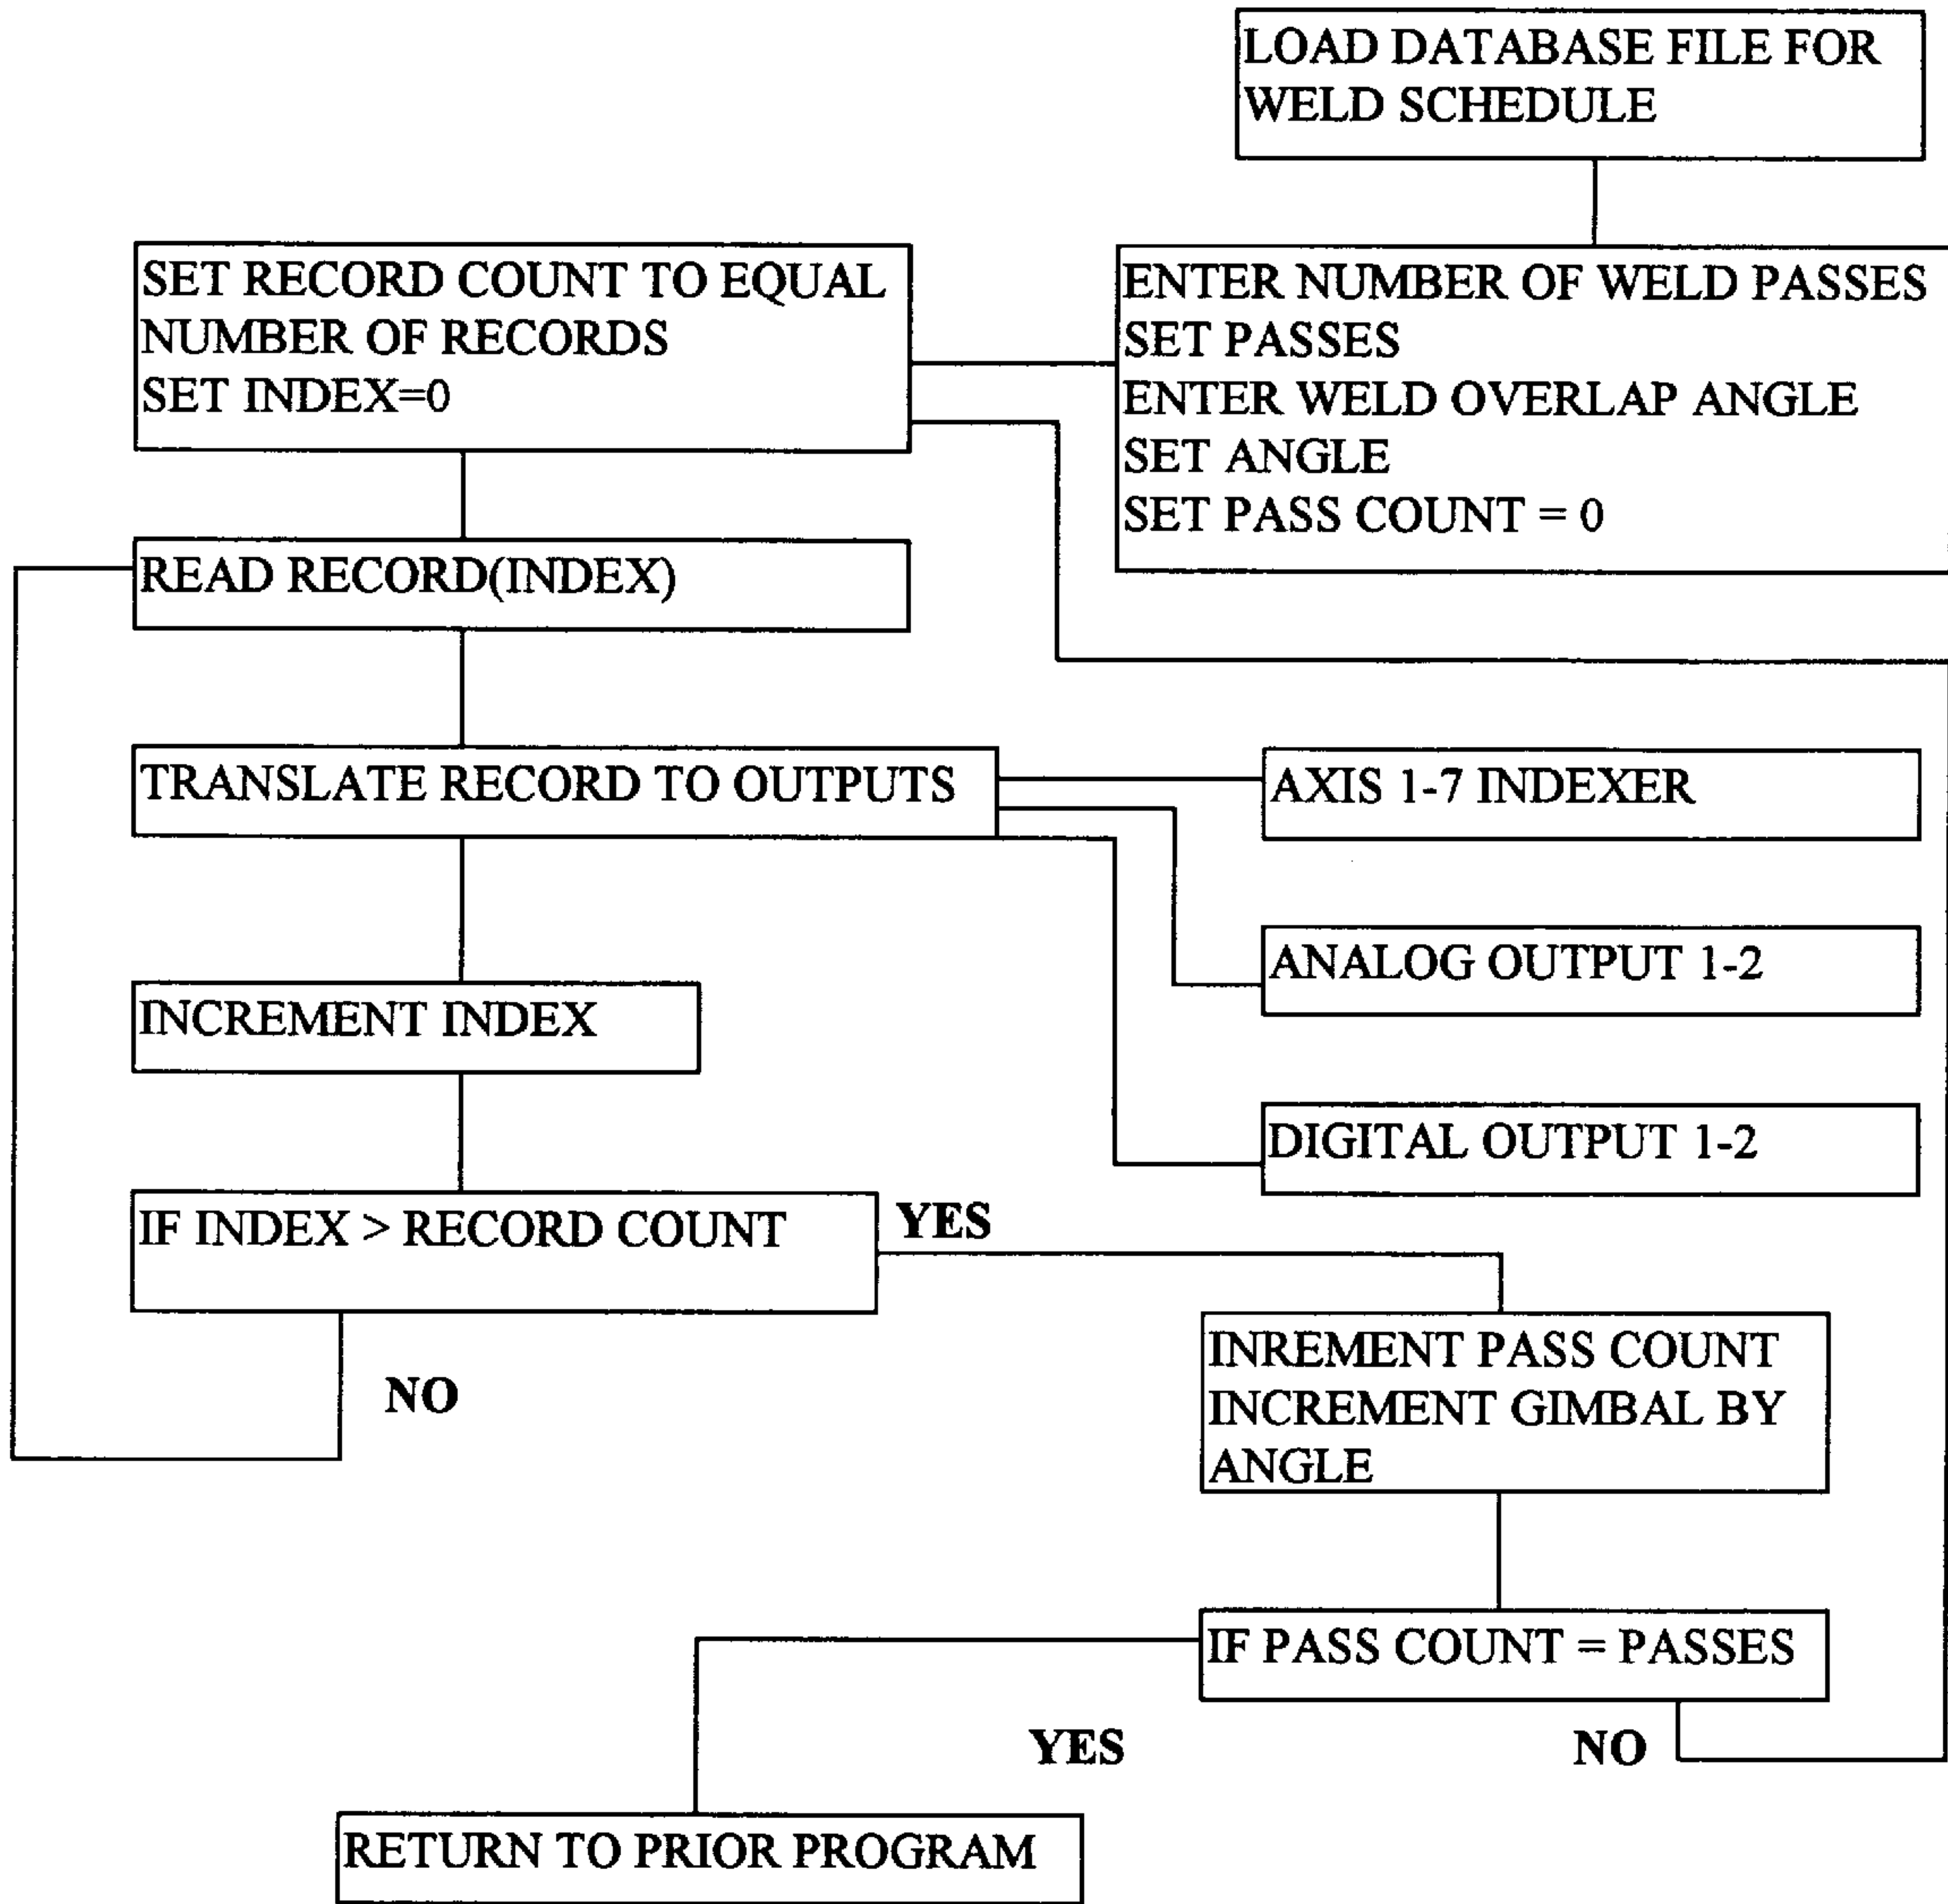 LOAD DATABASE FILE FOR
WELD SCHEDULE
ENTER NUMBER OF WELD PASSES
SET PASSES
ENTER WELD OVERLAP ANGLE
SET ANGLE
SET PASS COUNT = 0
SET RECORD COUNT TO EQUAL
NUMBER OF RECORDS
SET INDEX=0
READ RECORD(INDEX)
TRANSLATE RECORD TO OUTPUTS
AXIS 1-7 INDEXER
ANALOG OUTPUT 1-2
DIGITAL OUTPUT 1-2
INCREMENT INDEX
IF INDEX > RECORD COUNT
YES
NO
INREMENT PASS COUNT
INCREMENT GIMBAL BY
ANGLE
IF PASS COUNT = PASSES
YES
NO
RETURN TO PRIOR PROGRAM